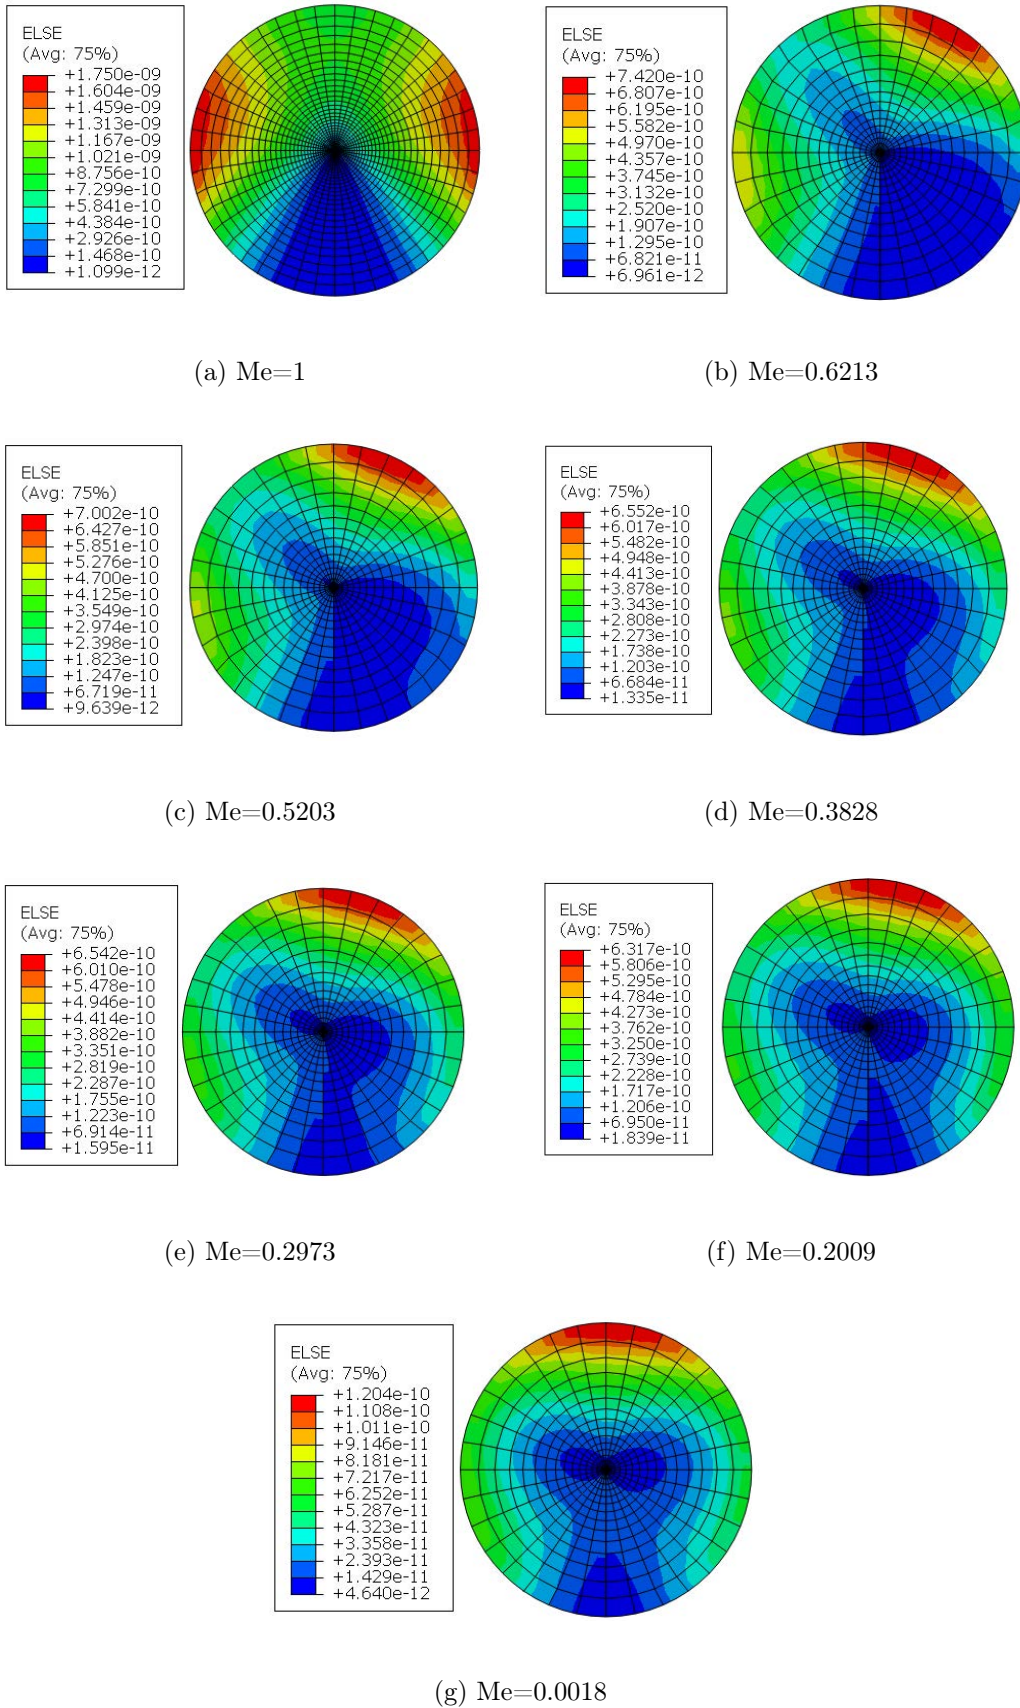 ELSE
(Avg: 75%)
+1.750e-09
+1.604e-09
+1.459e-09
+1.313e-09
+1.167e-09
+1.021e-09
+8.756e-10
+7.299e-10
+5.841e-10
+4.384e-10
+2.926e-10
+1.468e-10
+1.099e-12
(a) Me=1
ELSE
(Avg: 75%)
+7.420e-10
+6.807e-10
+6.195e-10
+5.582e-10
+4.970e-10
+4.357e-10
+3.745e-10
+3.132e-10
+2.520e-10
+1.907e-10
+1.295e-10
+6.821e-11
+6.961e-12
(b) Me=0.6213
ELSE
(Avg: 75%)
+7.002e-10
+6.427e-10
+5.851e-10
+5.276e-10
+4.700e-10
+4.125e-10
+3.549e-10
+2.974e-10
+2.398e-10
+1.823e-10
+1.247e-10
+6.719e-11
+9.639e-12
(c) Me=0.5203
ELSE
(Avg: 75%)
+6.552e-10
+6.017e-10
+5.482e-10
+4.948e-10
+4.413e-10
+3.878e-10
+3.343e-10
+2.808e-10
+2.273e-10
+1.738e-10
+1.203e-10
+6.684e-11
+1.335e-11
(d) Me=0.3828
ELSE
(Avg: 75%)
+6.542e-10
+6.010e-10
+5.478e-10
+4.946e-10
+4.414e-10
+3.882e-10
+3.351e-10
+2.819e-10
+2.287e-10
+1.755e-10
+1.223e-10
+6.914e-11
+1.595e-11
(e) Me=0.2973
ELSE
(Avg: 75%)
+6.317e-10
+5.806e-10
+5.295e-10
+4.784e-10
+4.273e-10
+3.762e-10
+3.250e-10
+2.739e-10
+2.228e-10
+1.717e-10
+1.206e-10
+6.950e-11
+1.839e-11
(f) Me=0.2009
ELSE
(Avg: 75%)
+1.204e-10
+1.108e-10
+1.011e-10
+9.146e-11
+8.181e-11
+7.217e-11
+6.252e-11
+5.287e-11
+4.323e-11
+3.358e-11
+2.393e-11
+1.429e-11
+4.640e-12
(g) Me=0.0018